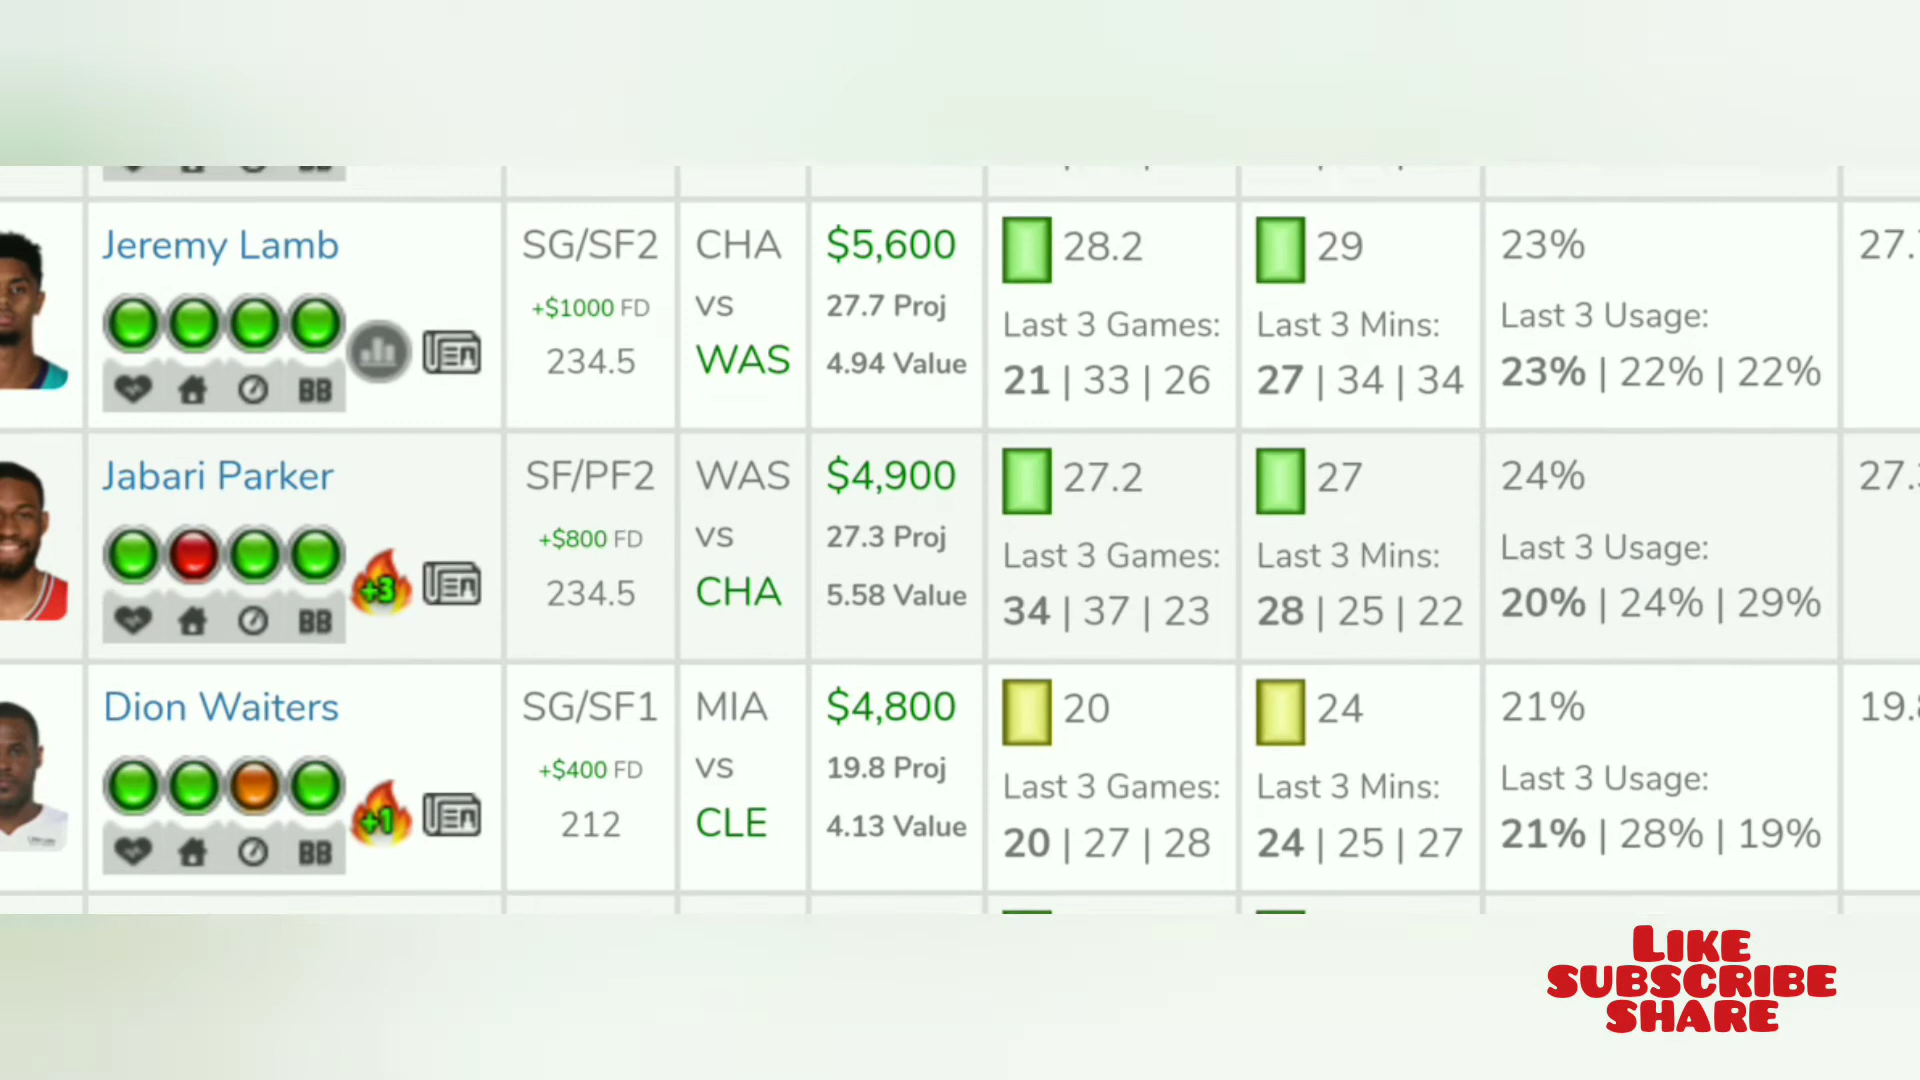 Jeremy Lamb
SG/SF2
+$1000 FD
234.5
CHA
vs
WAS
$5,600
27.7 Proj
4.94 Value
28.2
Last 3 Games:
21 | 33 | 26
29
Last 3 Mins:
27 | 34 | 34
23%
Last 3 Usage:
23% | 22% | 22%
27.
BB
Jabari Parker
+3
SF/PF2
+$800 FD
234.5
WAS
vs
CHA
$4,900
27.3 Proj
5.58 Value
27.2
Last 3 Games:
34 | 37 | 23
27
Last 3 Mins:
28 | 25 | 22
24%
Last 3 Usage:
20% | 24% | 29%
27.
BB
Dion Waiters
+1
SG/SF1
+$400 FD
212
MIA
vs
CLE
$4,800
19.8 Proj
4.13 Value
20
Last 3 Games:
20 | 27 | 28
24
Last 3 Mins:
24 | 25 | 27
21%
Last 3 Usage:
21% | 28% | 19%
19.
BB
LIKE
SUBSCRIBE
SHARE